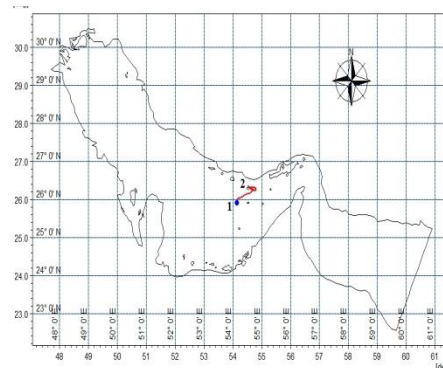 N
30.0 30° 0' N
29.0 29° 0' N
28.0 28° 0' N
27.0 27° 0' N
26.0 26° 0' N
25.0 25° 0' N
24.0 24° 0' N
23.0 23° 0' N
2
1
48° 0' E 49° 0' E 50° 0' E 51° 0' E 52° 0' E 53° 0' E 54° 0' E 55° 0' E 56° 0' E 57° 0' E 58° 0' E 59° 0' E 60° 0' E 61° 0' E
48 49 50 51 52 53 54 55 56 57 58 59 60 61